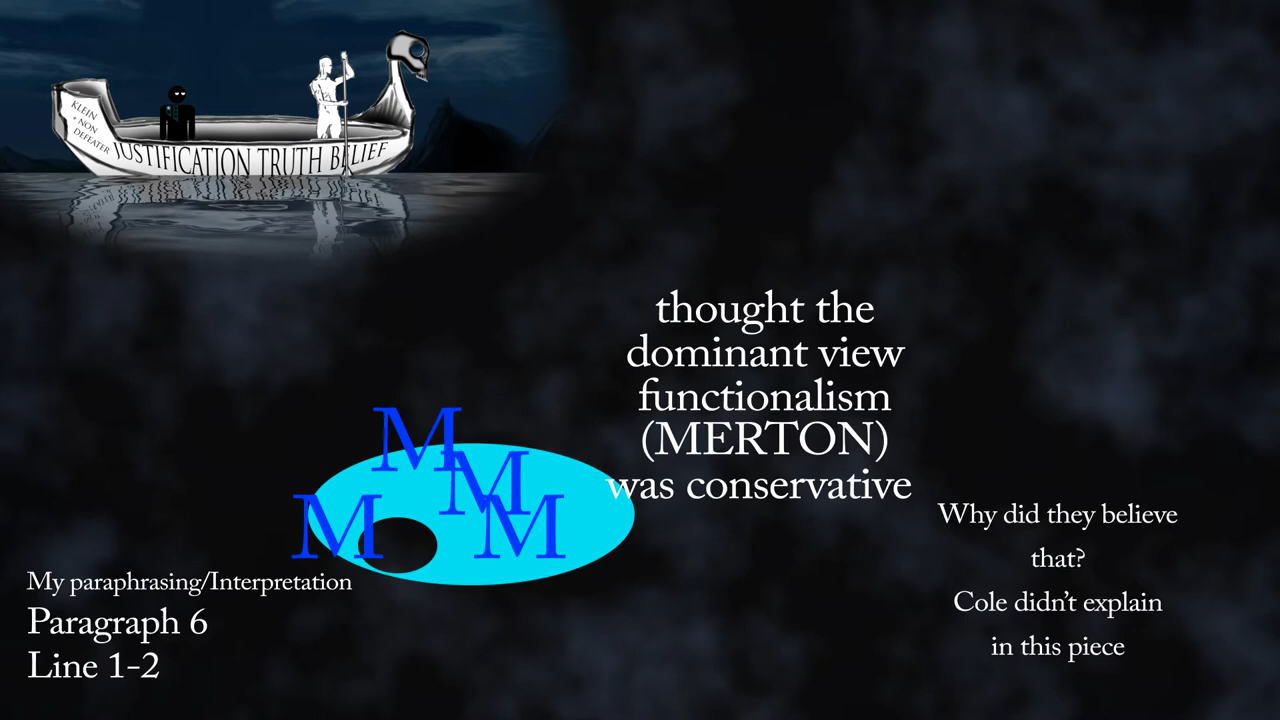 KLEIN
+ NON
DEFEATER
JUSTIFICATION TRUTH BELIEF
thought the
dominant view
functionalism
(MERTON)
was conservative
M
M
M
M
Why did they believe
that?
Cole didn't explain
in this piece
My paraphrasing/Interpretation
Paragraph 6
Line 1-2